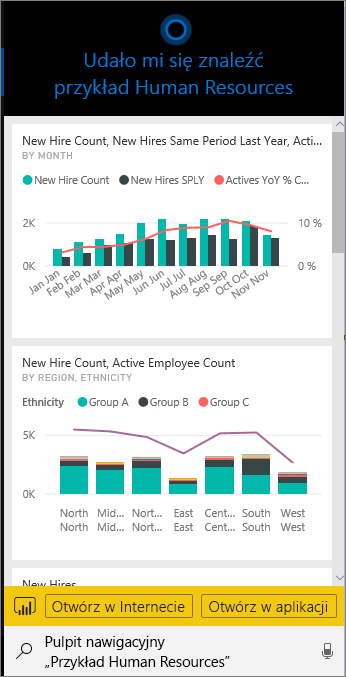 Udało mi się znaleźć
przykład Human Resources
New Hire Count, New Hires Same Period Last Year, Acti...
BY MONTH
New Hire Count New Hires SPLY Actives YoY % C...
2K 10 %
0K 0 %
Jan Jan Feb Feb Mar Mar Apr Apr May May Jun Jun Jul Jul Aug Aug Sep Sep Oct Oct Nov Nov
New Hire Count, Active Employee Count
BY REGION, ETHNICITY
Ethnicity Group A Group B Group C
5K
0K
North Mid... Nort... East Cent... South West
North Mid... Nort... East Cent... South West
New Hires
Otwórz w Internecie Otwórz w aplikacji
Pulpit nawigacyjny
„Przykład Human Resources”